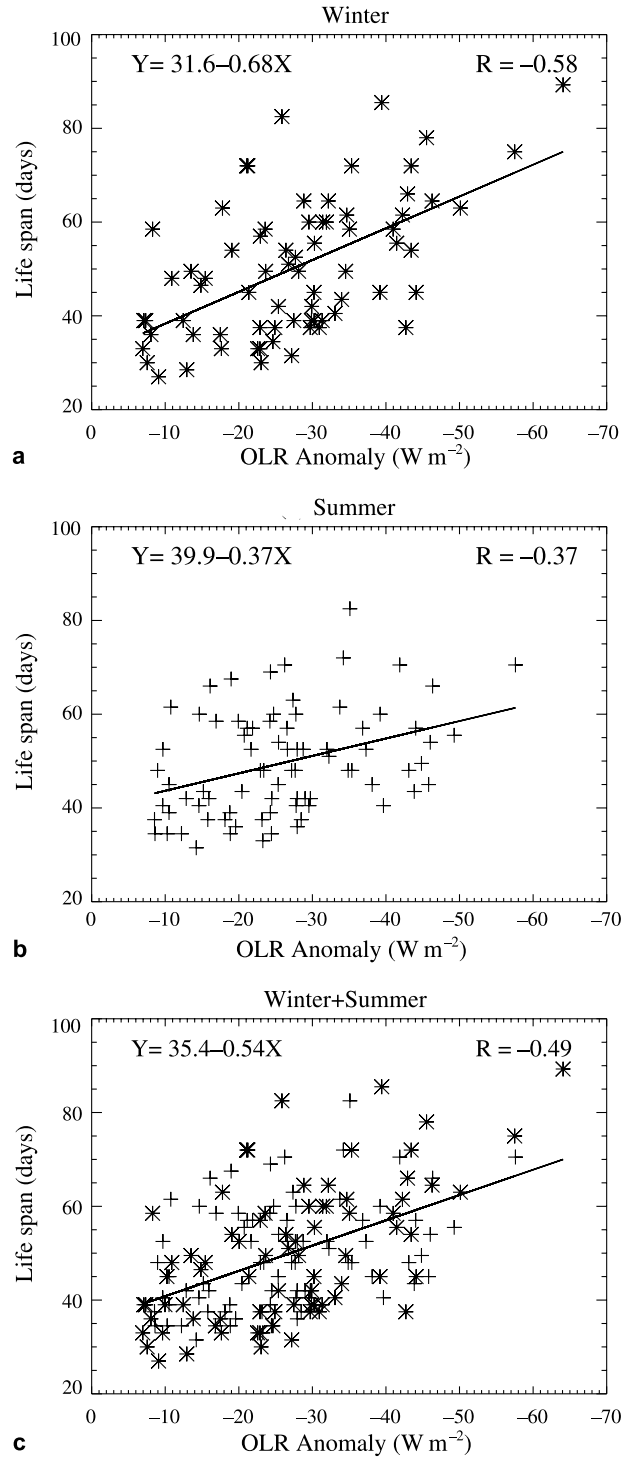 Winter
Y= 31.6–0.68X R = –0.58
100
80
60
40
20
Life span (days)
0 –10 –20 –30 –40 –50 –60 –70
OLR Anomaly (W m–2)
a
Summer
Y= 39.9–0.37X R = –0.37
100
80
60
40
20
Life span (days)
0 –10 –20 –30 –40 –50 –60 –70
OLR Anomaly (W m–2)
b
Winter+Summer
Y= 35.4–0.54X R = –0.49
100
80
60
40
20
Life span (days)
0 –10 –20 –30 –40 –50 –60 –70
OLR Anomaly (W m–2)
c